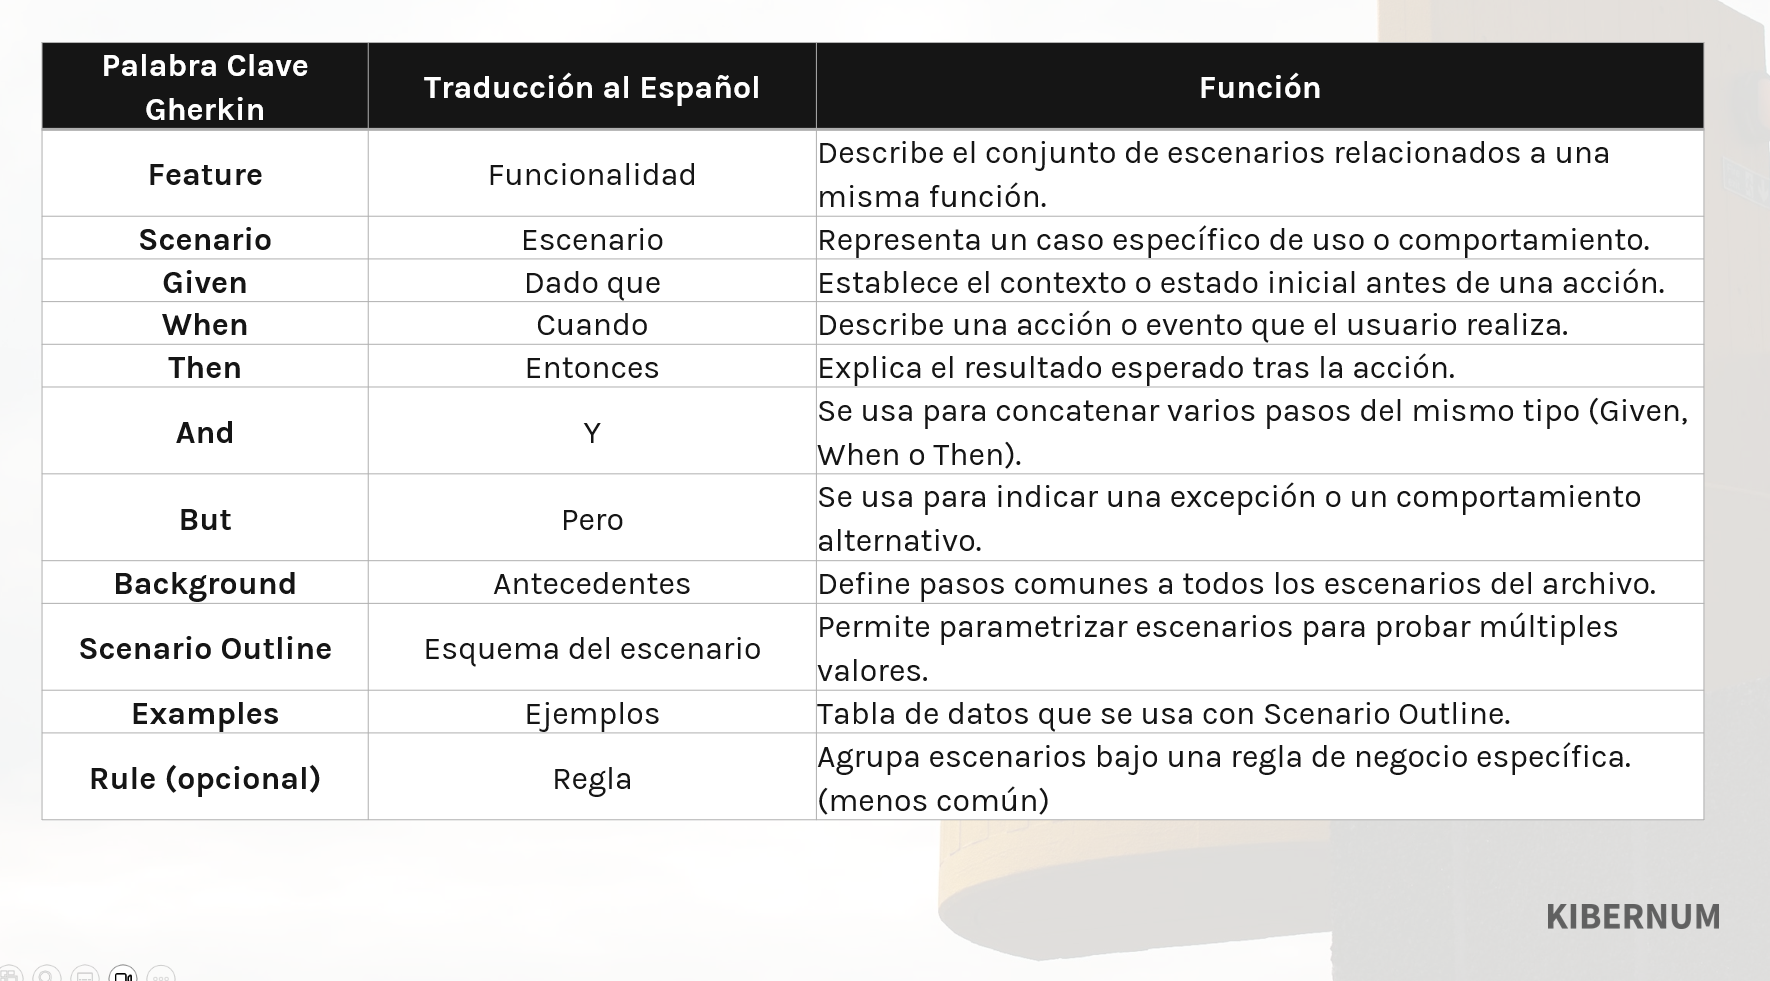 Palabra Clave
Gherkin
Traducción al Español
Función
Feature
Funcionalidad
Describe el conjunto de escenarios relacionados a una
misma función.
Scenario
Escenario
Representa un caso específico de uso o comportamiento.
Given
Dado que
Establece el contexto o estado inicial antes de una acción.
When
Cuando
Describe una acción o evento que el usuario realiza.
Then
Entonces
Explica el resultado esperado tras la acción.
And
Y
Se usa para concatenar varios pasos del mismo tipo (Given,
When o Then).
But
Pero
Se usa para indicar una excepción o un comportamiento
alternativo.
Background
Antecedentes
Define pasos comunes a todos los escenarios del archivo.
Scenario Outline
Esquema del escenario
Permite parametrizar escenarios para probar múltiples
valores.
Examples
Ejemplos
Tabla de datos que se usa con Scenario Outline.
Rule (opcional)
Regla
Agrupa escenarios bajo una regla de negocio específica.
(menos común)
KIBERNUM